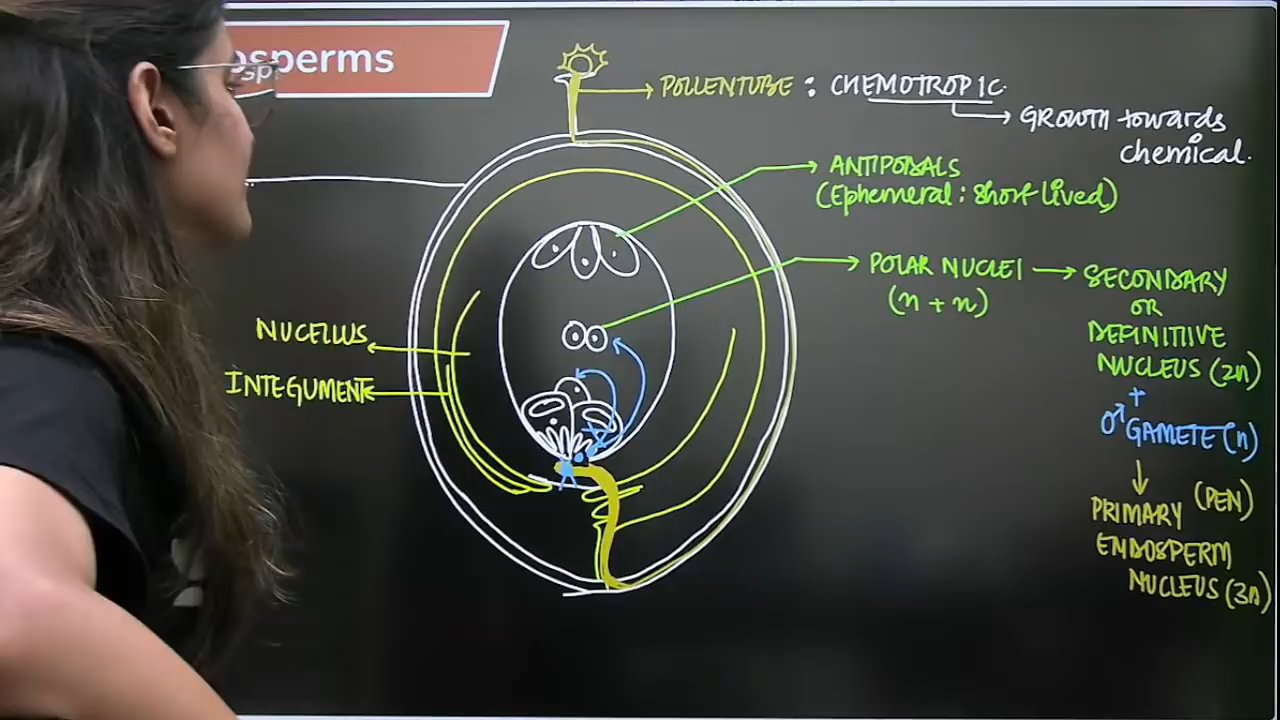 osperms
POLLENTUBE : CHEMOTROPIC
GROWTH towards
chemical.
ANTIPODALS
(Ephemeral : Short lived)
POLAR NUCLEI
(n + n)
SECONDARY
OR
DEFINITIVE
NUCLEUS (2n)
+
♂ GAMETE (n)
(PEN)
PRIMARY
ENDOSPERM
NUCLEUS (3n)
NUCELLUS
INTEGUMENT